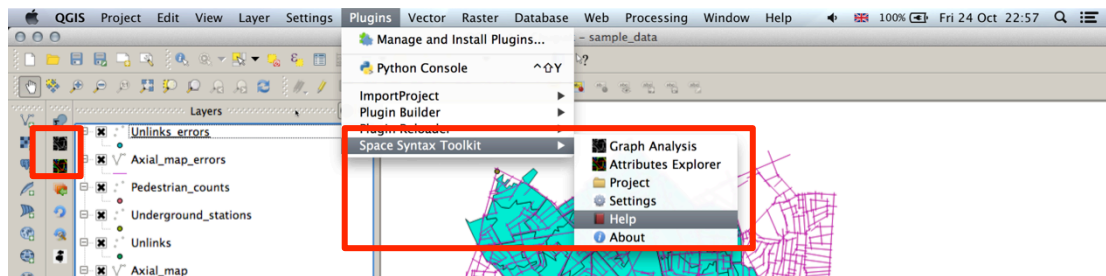 QGIS Project Edit View Layer Settings Plugins Vector Raster Database Web Processing Window Help 100% Fri 24 Oct 22:57
Manage and Install Plugins...
– sample_data
Python Console ^⇧Y
ImportProject
Plugin Builder
Plugin Reloader
Space Syntax Toolkit
Graph Analysis
Attributes Explorer
Project
Settings
Help
About
Layers
Unlinks_errors
Axial_map_errors
Pedestrian_counts
Underground_stations
Unlinks
Axial_map